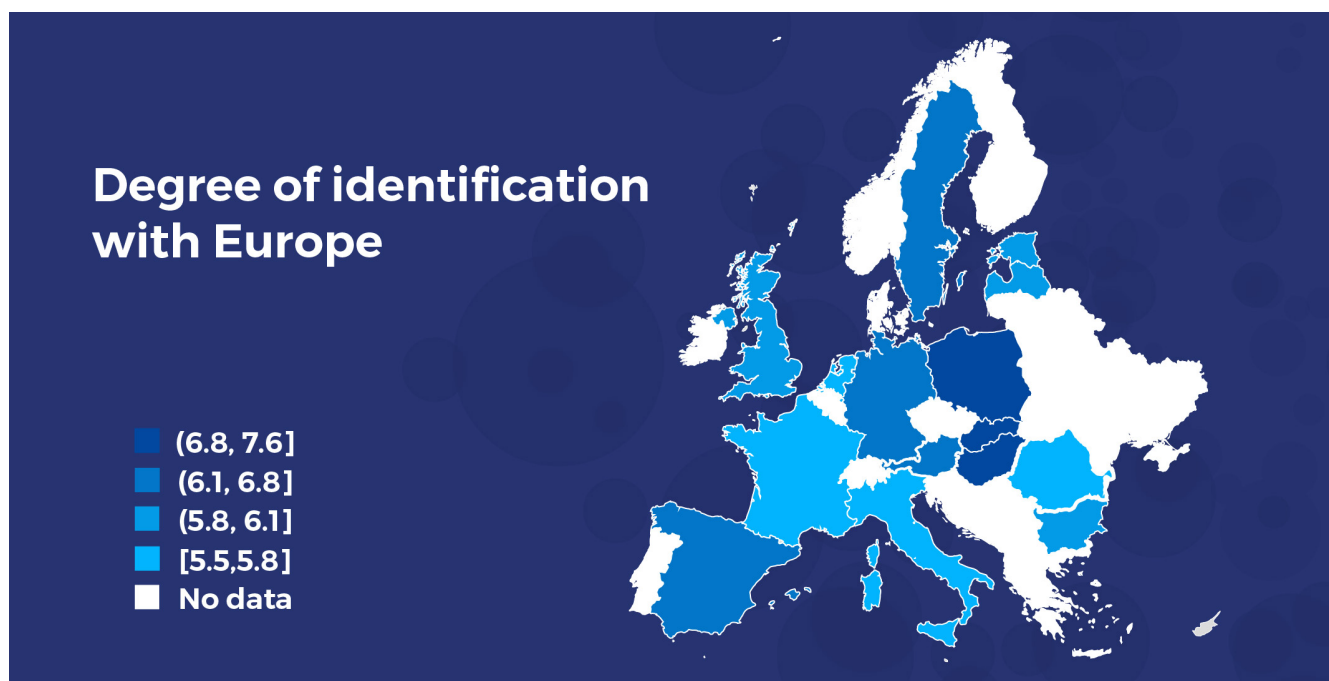 Degree of identification
with Europe
(6.8, 7.6]
(6.1, 6.8]
(5.8, 6.1]
[5.5,5.8]
No data